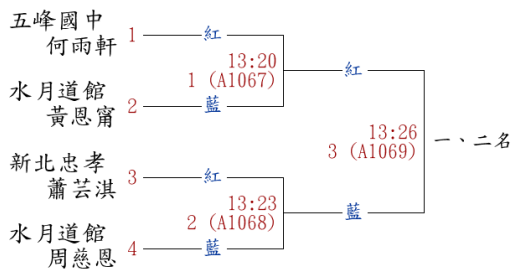 五峰國中
何雨軒 1 紅
13:20
1 (A1067)
水月道館
黃恩甯 2 藍
紅
13:26
3 (A1069)
一、二名
新北忠孝
蕭芸淇 3 紅
13:23
2 (A1068)
藍
水月道館
周慈恩 4 藍